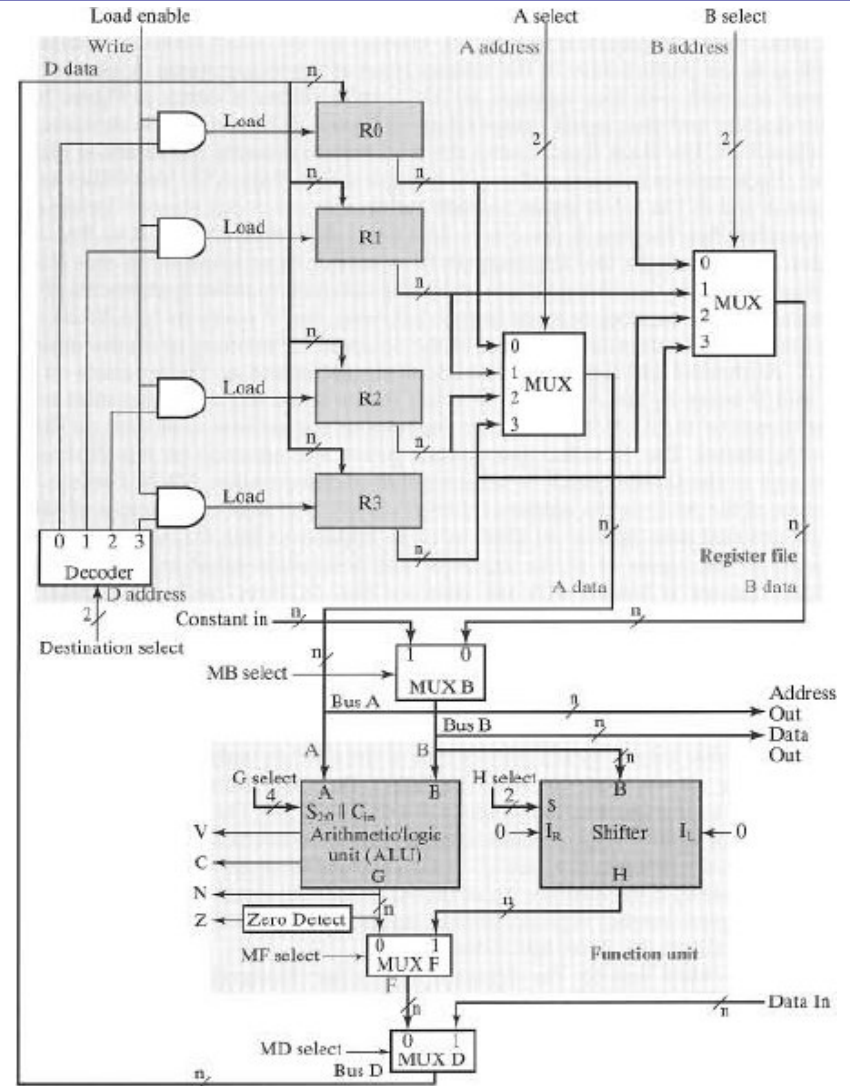 Load enable
A select
B select
Write
A address
B address
D data
n
Load
R0
2
2
n
n
Load
R1
0
1
2
3
MUX
n
n
0
1
2
3
MUX
Load
R2
n
n
Load
R3
n
n
n
0 1 2 3
Decoder
Register file
D address
A data
B data
2
Constant in
n
n
Destination select
n
1 0
MB select
MUX B
Address
Out
Bus A
n
Bus B
n
Data
Out
A
B
n
G select
H select
4
A
B
2
B
S2:0 || Cin
S
V
Arithmetic/logic
unit (ALU)
0
IR
Shifter
IL
0
C
G
H
N
n
n
Z
Zero Detect
0 1
MF select
MUX F
Function unit
F
n
n
Data In
0 1
MD select
MUX D
n
Bus D